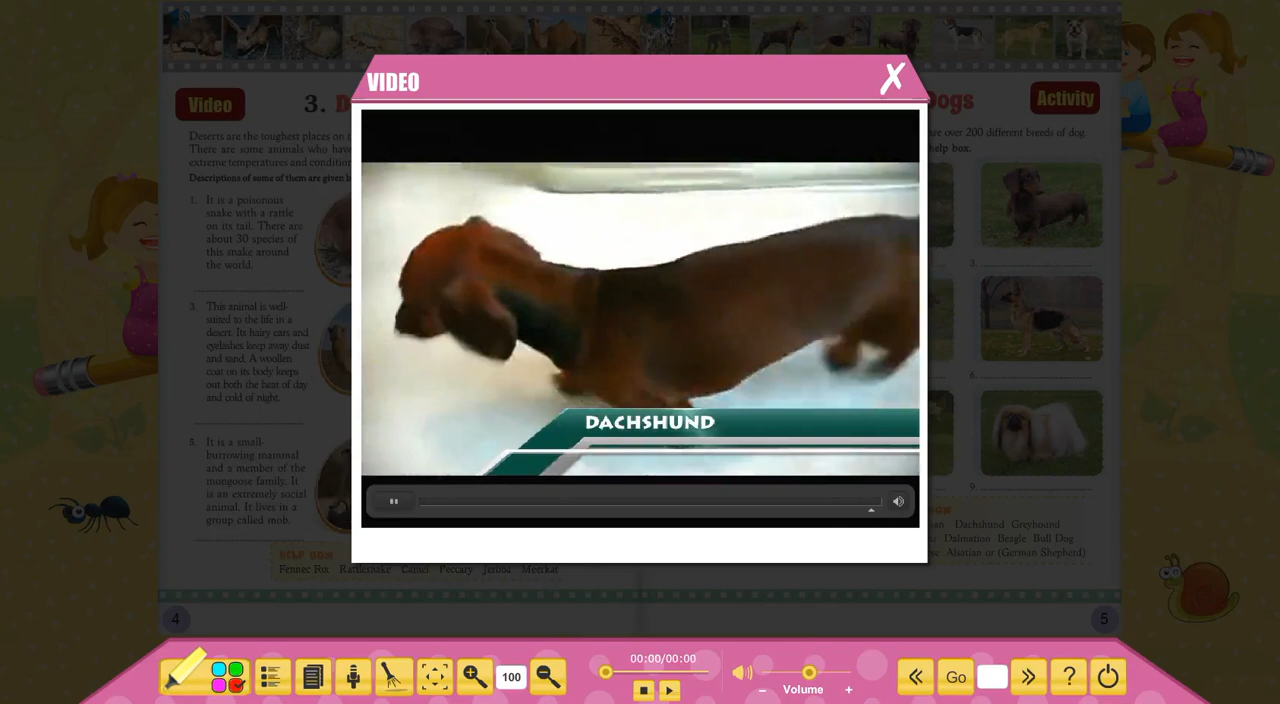 VIDEO
Video
3. D
ogs
Activity
Deserts are the toughest places on
There are some animals who have
extreme temperatures and condition
Descriptions of some of them are given
are over 200 different breeds of dog.
help box.
1. It is a poisonous
snake with a rattle
on its tail. There are
about 30 species of
this snake around
the world.
3. This animal is well-
suited to the life in a
desert. Its hairy ears and
eyelashes keep away dust
and sand. A woollen
coat on its body keeps
out both the heat of day
and cold of night.
5. It is a small-
burrowing mammal
and a member of the
mongoose family. It
is an extremely social
animal. It lives in a
group called mob.
HELP BOX
Fennec Fox Rattlesnake Camel Peccary Jerboa Meerkat
DACHSHUND
3.
6.
9.
Dachshund Greyhound
Dalmation Beagle Bull Dog
Alsatian or (German Shepherd)
4
5
100
00:00/00:00
– Volume +
Go
?